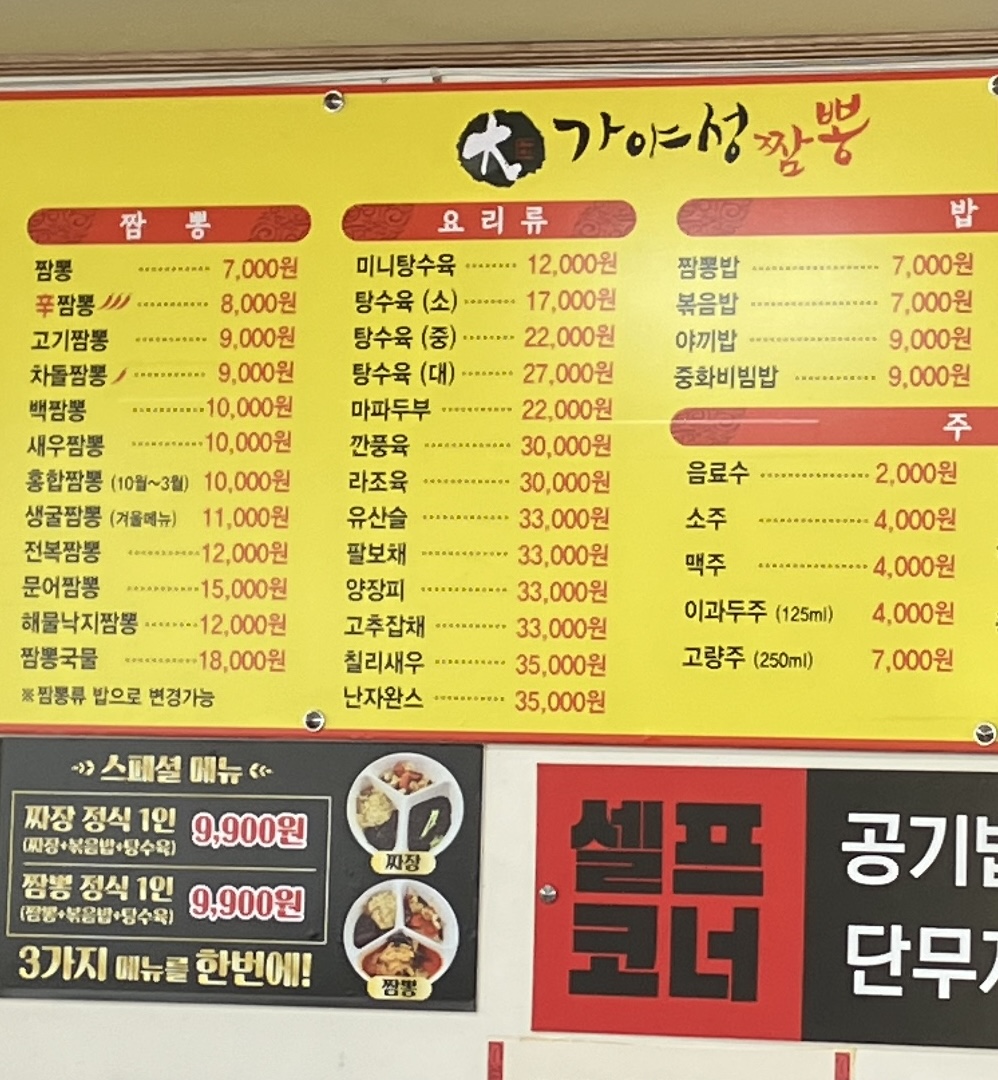 大 가야성 짬뽕
짬 뽕
짬뽕 7,000원
辛짬뽕 8,000원
고기짬뽕 9,000원
차돌짬뽕 9,000원
백짬뽕 10,000원
새우짬뽕 10,000원
홍합짬뽕 (10월~3월) 10,000원
생굴짬뽕 (겨울메뉴) 11,000원
전복짬뽕 12,000원
문어짬뽕 15,000원
해물낙지짬뽕 12,000원
짬뽕국물 18,000원
※짬뽕류 밥으로 변경가능
요 리 류
미니탕수육 12,000원
탕수육 (소) 17,000원
탕수육 (중) 22,000원
탕수육 (대) 27,000원
마파두부 22,000원
깐풍육 30,000원
라조육 30,000원
유산슬 33,000원
팔보채 33,000원
양장피 33,000원
고추잡채 33,000원
칠리새우 35,000원
난자완스 35,000원
밥
짬뽕밥 7,000원
볶음밥 7,000원
야끼밥 9,000원
중화비빔밥 9,000원
주
음료수 2,000원
소주 4,000원
맥주 4,000원
이과두주 (125ml) 4,000원
고량주 (250ml) 7,000원
스페셜 메뉴
짜장 정식 1인 9,900원
(짜장+볶음밥+탕수육)
짬뽕 정식 1인 9,900원
(짬뽕+볶음밥+탕수육)
3가지 메뉴를 한번에!
짜장
짬뽕
셀프
코너
공기
단무